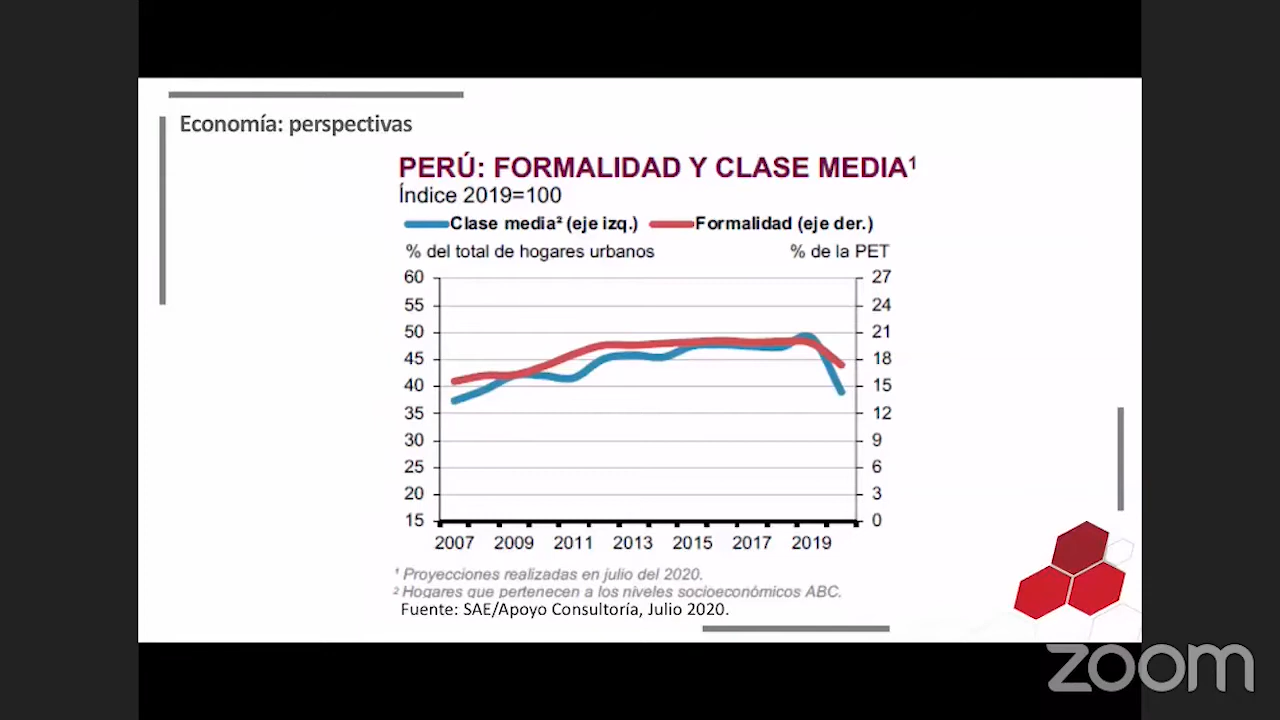 Economía: perspectivas
PERÚ: FORMALIDAD Y CLASE MEDIA¹
Índice 2019=100
Clase media² (eje izq.) Formalidad (eje der.)
% del total de hogares urbanos % de la PET
60 27
55 24
50 21
45 18
40 15
35 12
30 9
25 6
20 3
15 0
2007 2009 2011 2013 2015 2017 2019
¹ Proyecciones realizadas en julio del 2020.
² Hogares que pertenecen a los niveles socioeconómicos ABC.
Fuente: SAE/Apoyo Consultoría, Julio 2020.
zoom